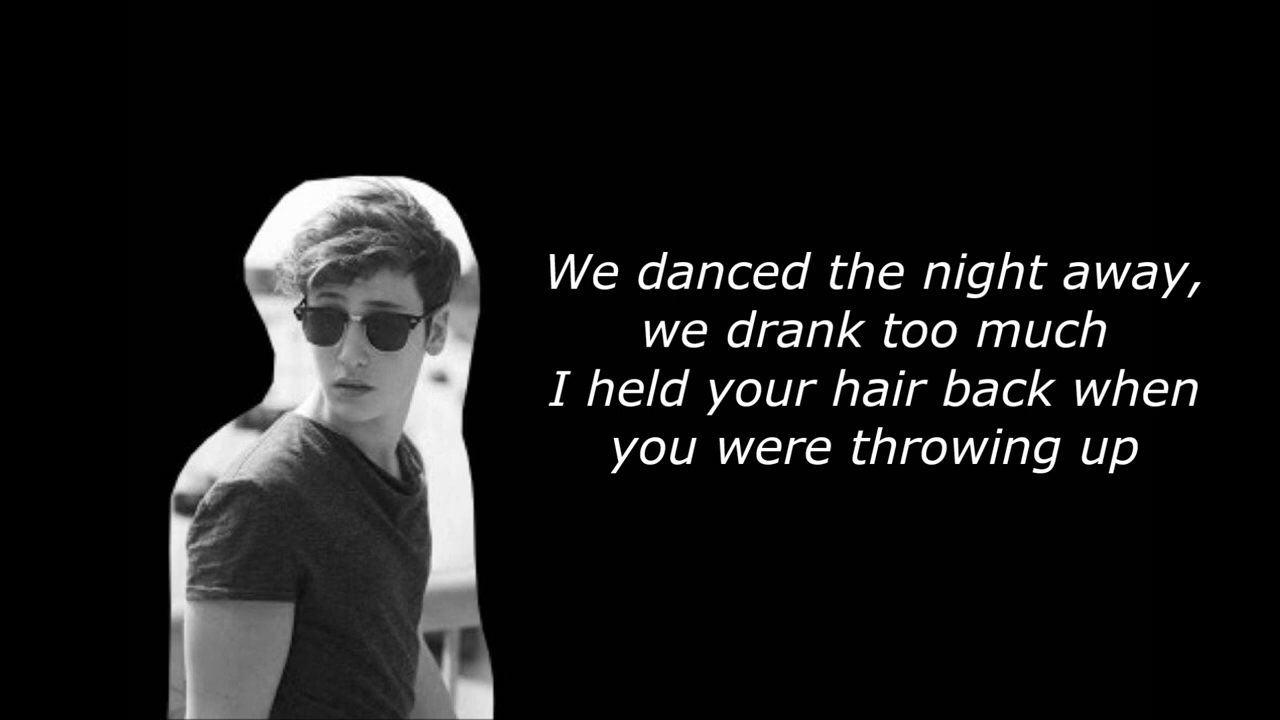 We danced the night away,
we drank too much
I held your hair back when
you were throwing up